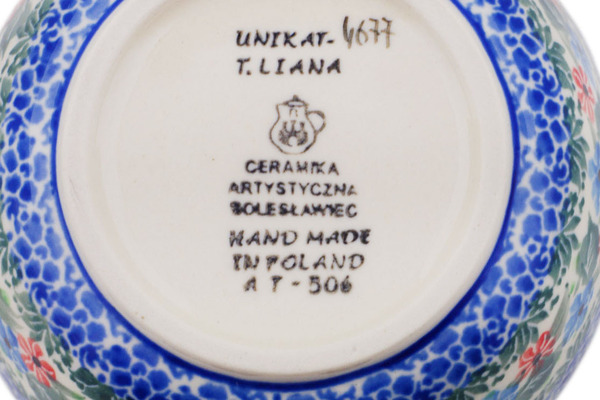 UNIKAT-4677
T. LIANA
CERAMIKA
ARTYSTYCZNA
BOLESŁAWIEC
HAND MADE
IN POLAND
A T - 506